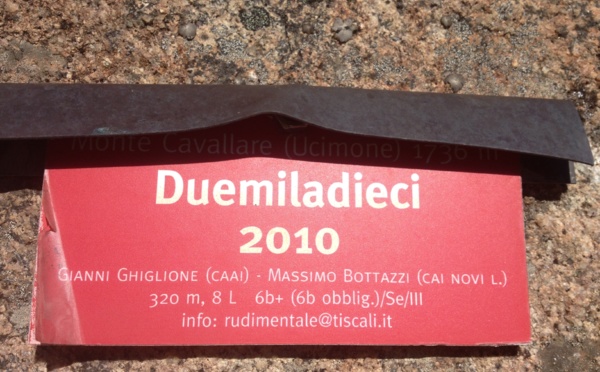 Monte Cavallare (Ucimone) 1736 m
Duemiladieci
2010
Gianni Ghiglione (CAAI) - Massimo Bottazzi (CAI NOVI L.)
320 m, 8 L 6b+ (6b obblig.)/Se/III
info: rudimentale@tiscali.it